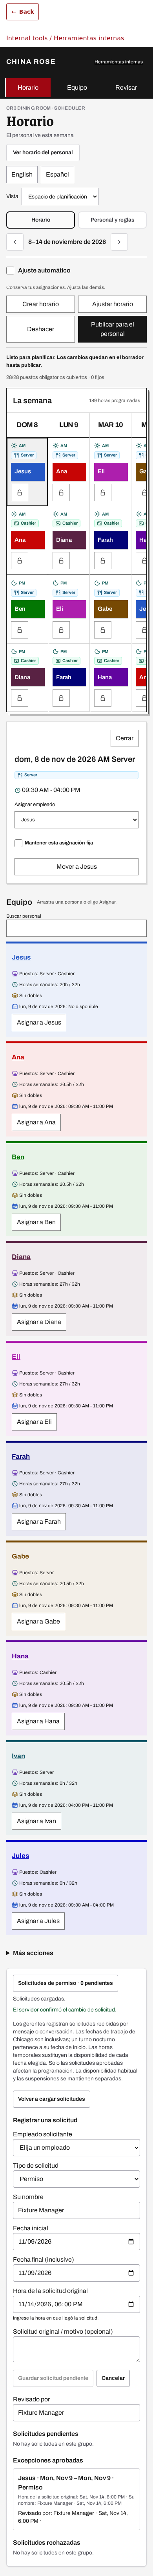 ← Back
Internal tools / Herramientas internas
CHINA ROSE
Herramientas internas
Horario
Equipo
Revisar
CR3 DINING ROOM · SCHEDULER
Horario
El personal ve esta semana
Ver horario del personal
English
Español
Vista
Espacio de planificación
Horario
Personal y reglas
‹
8–14 de noviembre de 2026
›
Ajuste automático
Conserva tus asignaciones. Ajusta las demás.
Crear horario
Ajustar horario
Deshacer
Publicar para el
personal
Listo para planificar. Los cambios quedan en el borrador
hasta publicar.
28/28 puestos obligatorios cubiertos · 0 fijos
La semana
189 horas programadas
DOM 8
LUN 9
MAR 10
AM
AM
AM
Server
Server
Server
Jesus
Ana
Eli
AM
AM
AM
Cashier
Cashier
Cashier
Ana
Diana
Farah
PM
PM
PM
Server
Server
Server
Ben
Eli
Gabe
PM
PM
PM
Cashier
Cashier
Cashier
Diana
Farah
Hana
Cerrar
dom, 8 de nov de 2026 AM Server
Server
09:30 AM - 04:00 PM
Asignar empleado
Jesus
Mantener esta asignación fija
Mover a Jesus
Equipo
Arrastra una persona o elige Asignar.
Buscar personal
Jesus
Puestos: Server · Cashier
Horas semanales: 20h / 32h
Sin dobles
lun, 9 de nov de 2026: No disponible
Asignar a Jesus
Ana
Puestos: Server · Cashier
Horas semanales: 26.5h / 32h
Sin dobles
lun, 9 de nov de 2026: 09:30 AM - 11:00 PM
Asignar a Ana
Ben
Puestos: Server · Cashier
Horas semanales: 20.5h / 32h
Sin dobles
lun, 9 de nov de 2026: 09:30 AM - 11:00 PM
Asignar a Ben
Diana
Puestos: Server · Cashier
Horas semanales: 27h / 32h
Sin dobles
lun, 9 de nov de 2026: 09:30 AM - 11:00 PM
Asignar a Diana
Eli
Puestos: Server · Cashier
Horas semanales: 27h / 32h
Sin dobles
lun, 9 de nov de 2026: 09:30 AM - 11:00 PM
Asignar a Eli
Farah
Puestos: Server · Cashier
Horas semanales: 27h / 32h
Sin dobles
lun, 9 de nov de 2026: 09:30 AM - 11:00 PM
Asignar a Farah
Gabe
Puestos: Server
Horas semanales: 20.5h / 32h
Sin dobles
lun, 9 de nov de 2026: 09:30 AM - 11:00 PM
Asignar a Gabe
Hana
Puestos: Cashier
Horas semanales: 20.5h / 32h
Sin dobles
lun, 9 de nov de 2026: 09:30 AM - 11:00 PM
Asignar a Hana
Ivan
Puestos: Server
Horas semanales: 0h / 32h
Sin dobles
lun, 9 de nov de 2026: 04:00 PM - 11:00 PM
Asignar a Ivan
Jules
Puestos: Cashier
Horas semanales: 0h / 32h
Sin dobles
lun, 9 de nov de 2026: 09:30 AM - 04:00 PM
Asignar a Jules
Más acciones
Solicitudes de permiso · 0 pendientes
Solicitudes cargadas.
El servidor confirmó el cambio de solicitud.
Los gerentes registran solicitudes recibidas por
mensaje o conversación. Las fechas de trabajo
de Chicago son inclusivas; un turno nocturno
pertenece a su fecha de inicio. Las horas
temporales sustituyen la disponibilidad de cada
fecha elegida. Solo las solicitudes aprobadas
afectan la programación. La disponibilidad habitual
y las suspensiones se mantienen separadas.
Volver a cargar solicitudes
Registrar una solicitud
Empleado solicitante
Elija un empleado
Tipo de solicitud
Permiso
Su nombre
Fixture Manager
Fecha inicial
11/09/2026
Fecha final (inclusive)
11/09/2026
Hora de la solicitud original
11/14/2026, 06:00 PM
Ingrese la hora en que llegó la solicitud.
Solicitud original / motivo (opcional)
Guardar solicitud pendiente
Cancelar
Revisado por
Fixture Manager
Solicitudes pendientes
No hay solicitudes en este grupo.
Excepciones aprobadas
Jesus · Mon, Nov 9 – Mon, Nov 9 ·
Permiso
Hora de la solicitud original: Sat, Nov 14, 6:00 PM · Su
nombre: Fixture Manager · Sat, Nov 14, 6:00 PM
Revisado por: Fixture Manager · Sat, Nov 14,
6:00 PM ·
Solicitudes rechazadas
No hay solicitudes en este grupo.